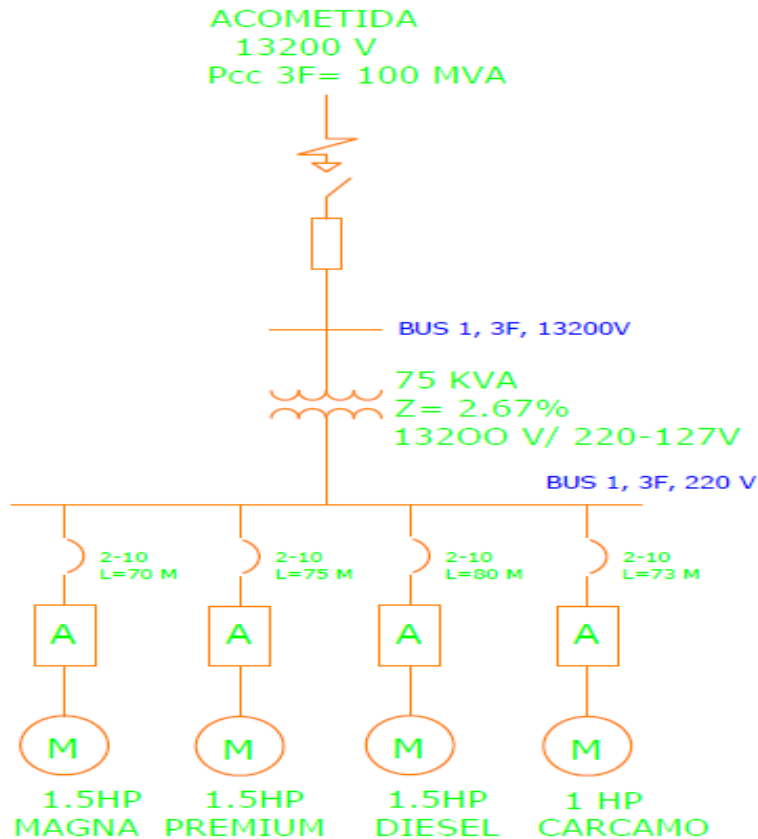 ACOMETIDA
13200 V
Pcc 3F= 100 MVA
BUS 1, 3F, 13200V
75 KVA
Z= 2.67%
132OO V/ 220-127V
BUS 1, 3F, 220 V
2-10
L=70 M
2-10
L=75 M
2-10
L=80 M
2-10
L=73 M
A
A
A
A
M
M
M
M
1.5HP
MAGNA
1.5HP
PREMIUM
1.5HP
DIESEL
1 HP
CARCAMO